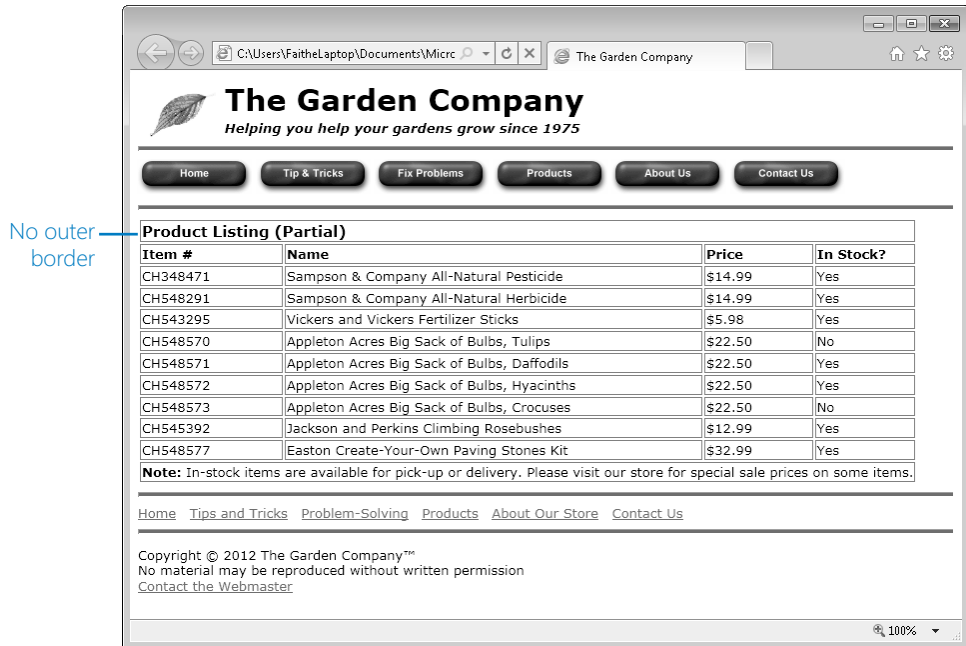 C:\Users\FaitheLaptop\Documents\Micrc
The Garden Company
The Garden Company
Helping you help your gardens grow since 1975
Home Tip & Tricks Fix Problems Products About Us Contact Us
No outer
border
Product Listing (Partial)
Item # Name Price In Stock?
CH348471 Sampson & Company All-Natural Pesticide $14.99 Yes
CH548291 Sampson & Company All-Natural Herbicide $14.99 Yes
CH543295 Vickers and Vickers Fertilizer Sticks $5.98 Yes
CH548570 Appleton Acres Big Sack of Bulbs, Tulips $22.50 No
CH548571 Appleton Acres Big Sack of Bulbs, Daffodils $22.50 Yes
CH548572 Appleton Acres Big Sack of Bulbs, Hyacinths $22.50 Yes
CH548573 Appleton Acres Big Sack of Bulbs, Crocuses $22.50 No
CH545392 Jackson and Perkins Climbing Rosebushes $12.99 Yes
CH548577 Easton Create-Your-Own Paving Stones Kit $32.99 Yes
Note: In-stock items are available for pick-up or delivery. Please visit our store for special sale prices on some items.
Home Tips and Tricks Problem-Solving Products About Our Store Contact Us
Copyright © 2012 The Garden Company™
No material may be reproduced without written permission
Contact the Webmaster
100%